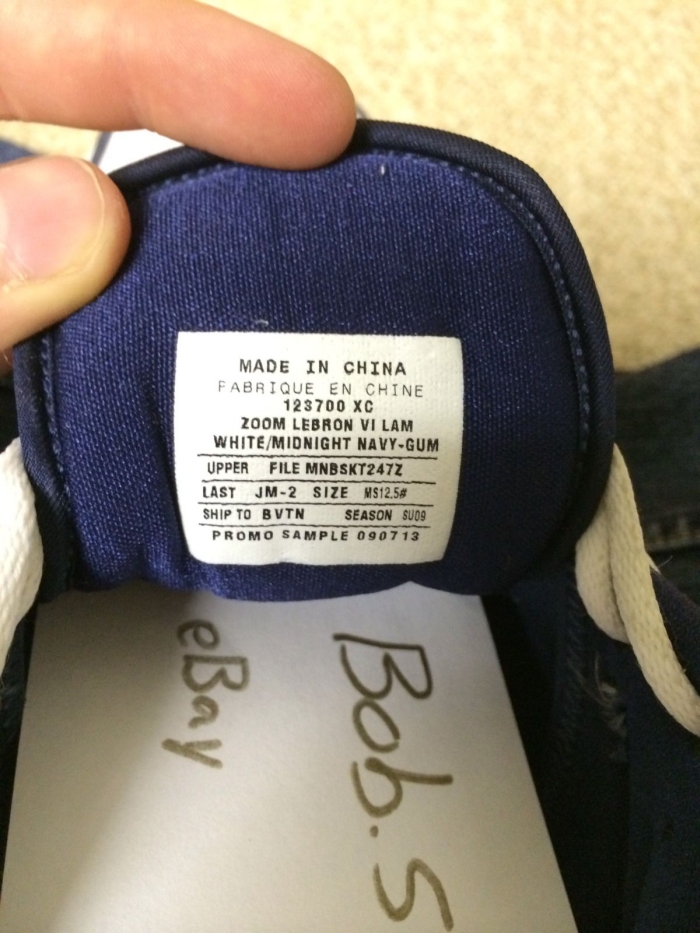 MADE IN CHINA
FABRIQUE EN CHINE
123700 XC
ZOOM LEBRON VI LAM
WHITE/MIDNIGHT NAVY-GUM
UPPER FILE MNBSKT247Z
LAST JM-2 SIZE MS12.5#
SHIP TO BVTN SEASON SU09
PROMO SAMPLE 090713
Bob.S
eBay